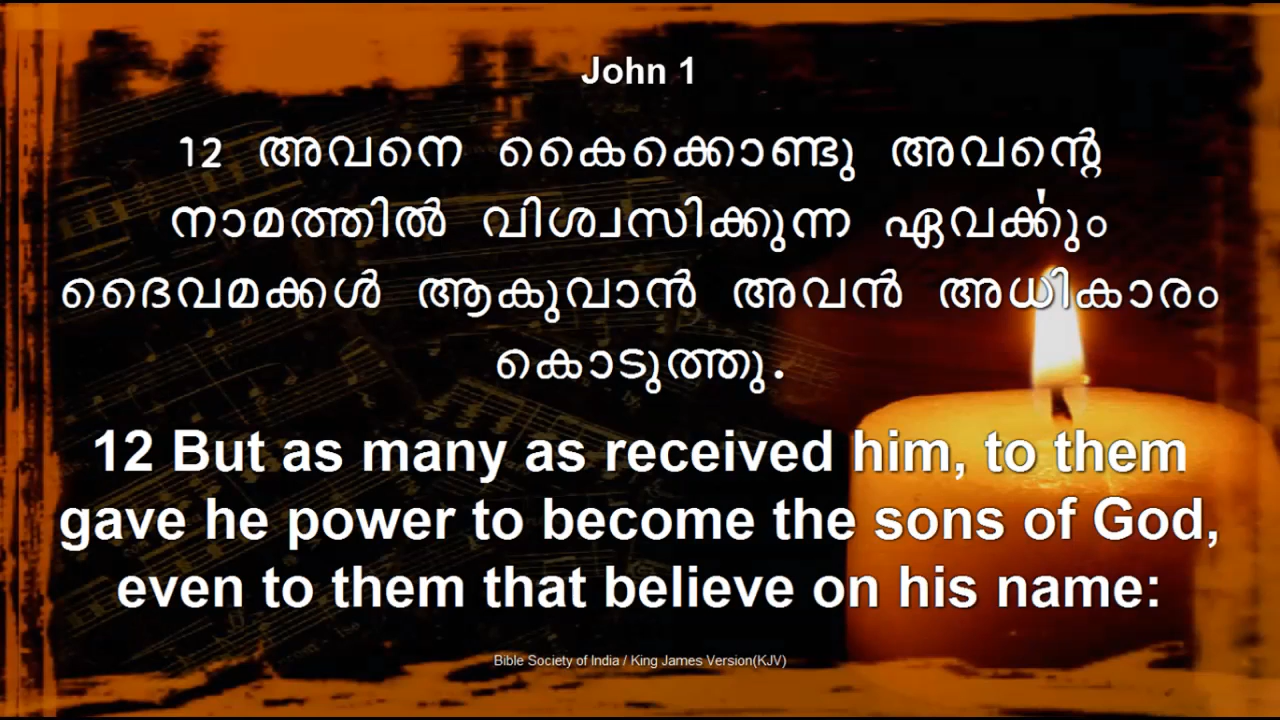 John 1
12 അവനെ കൈക്കൊണ്ടു അവന്റെ
നാമത്തിൽ വിശ്വസിക്കുന്ന ഏവൎക്കും
ദൈവമക്കൾ ആകുവാൻ അവൻ അധികാരം
കൊടുത്തു.
12 But as many as received him, to them
gave he power to become the sons of God,
even to them that believe on his name:
Bible Society of India / King James Version(KJV)